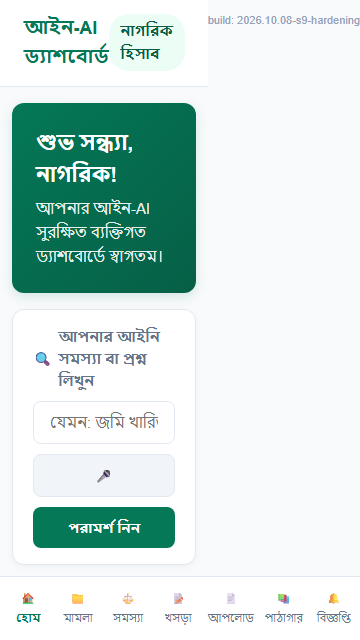 আইন-AI
ড্যাশবোর্ড
নাগরিক
হিসাব
build: 2026.10.08-s9-hardening
শুভ সন্ধ্যা,
নাগরিক!
আপনার আইন-AI
সুরক্ষিত ব্যক্তিগত
ড্যাশবোর্ডে স্বাগতম।
আপনার আইনি
সমস্যা বা প্রশ্ন
লিখুন
যেমন: জমি খারি
পরামর্শ নিন
হোম মামলা সমস্যা খসড়া আপলোড পাঠাগার বিজ্ঞপ্তি